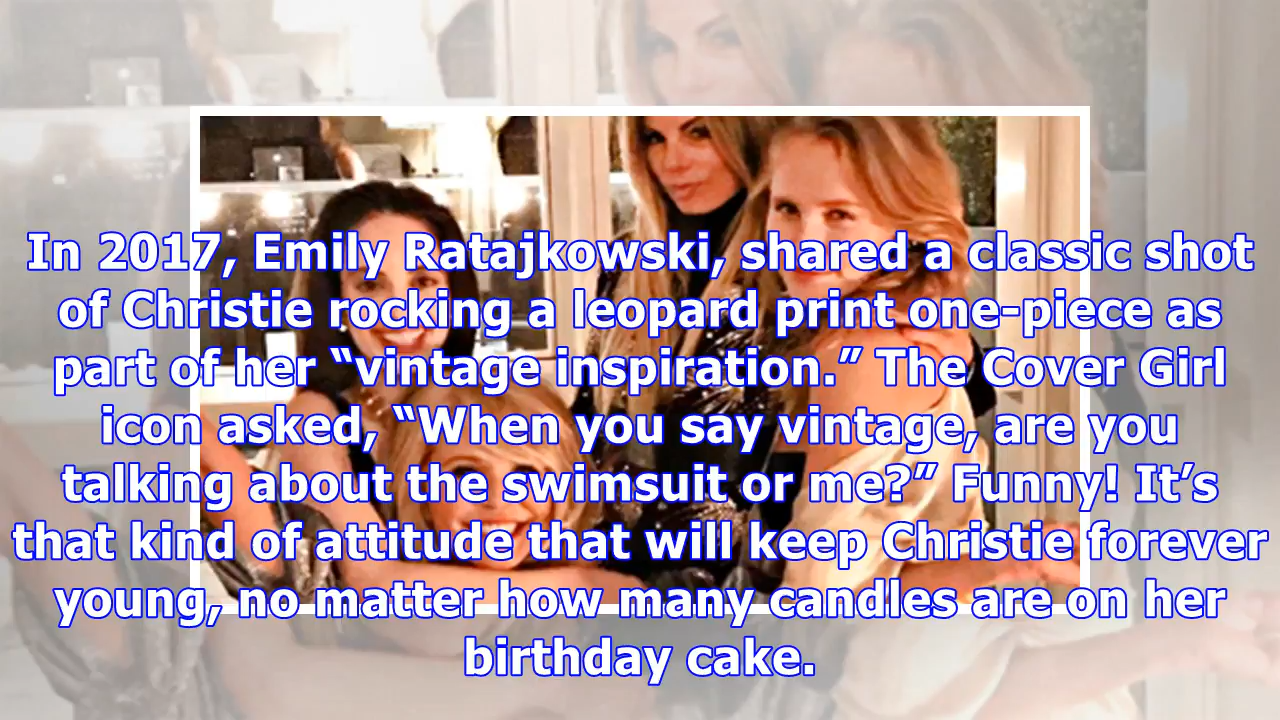 In 2017, Emily Ratajkowski, shared a classic shot
of Christie rocking a leopard print one-piece as
part of her “vintage inspiration.” The Cover Girl
icon asked, “When you say vintage, are you
talking about the swimsuit or me?” Funny! It’s
that kind of attitude that will keep Christie forever
young, no matter how many candles are on her
birthday cake.